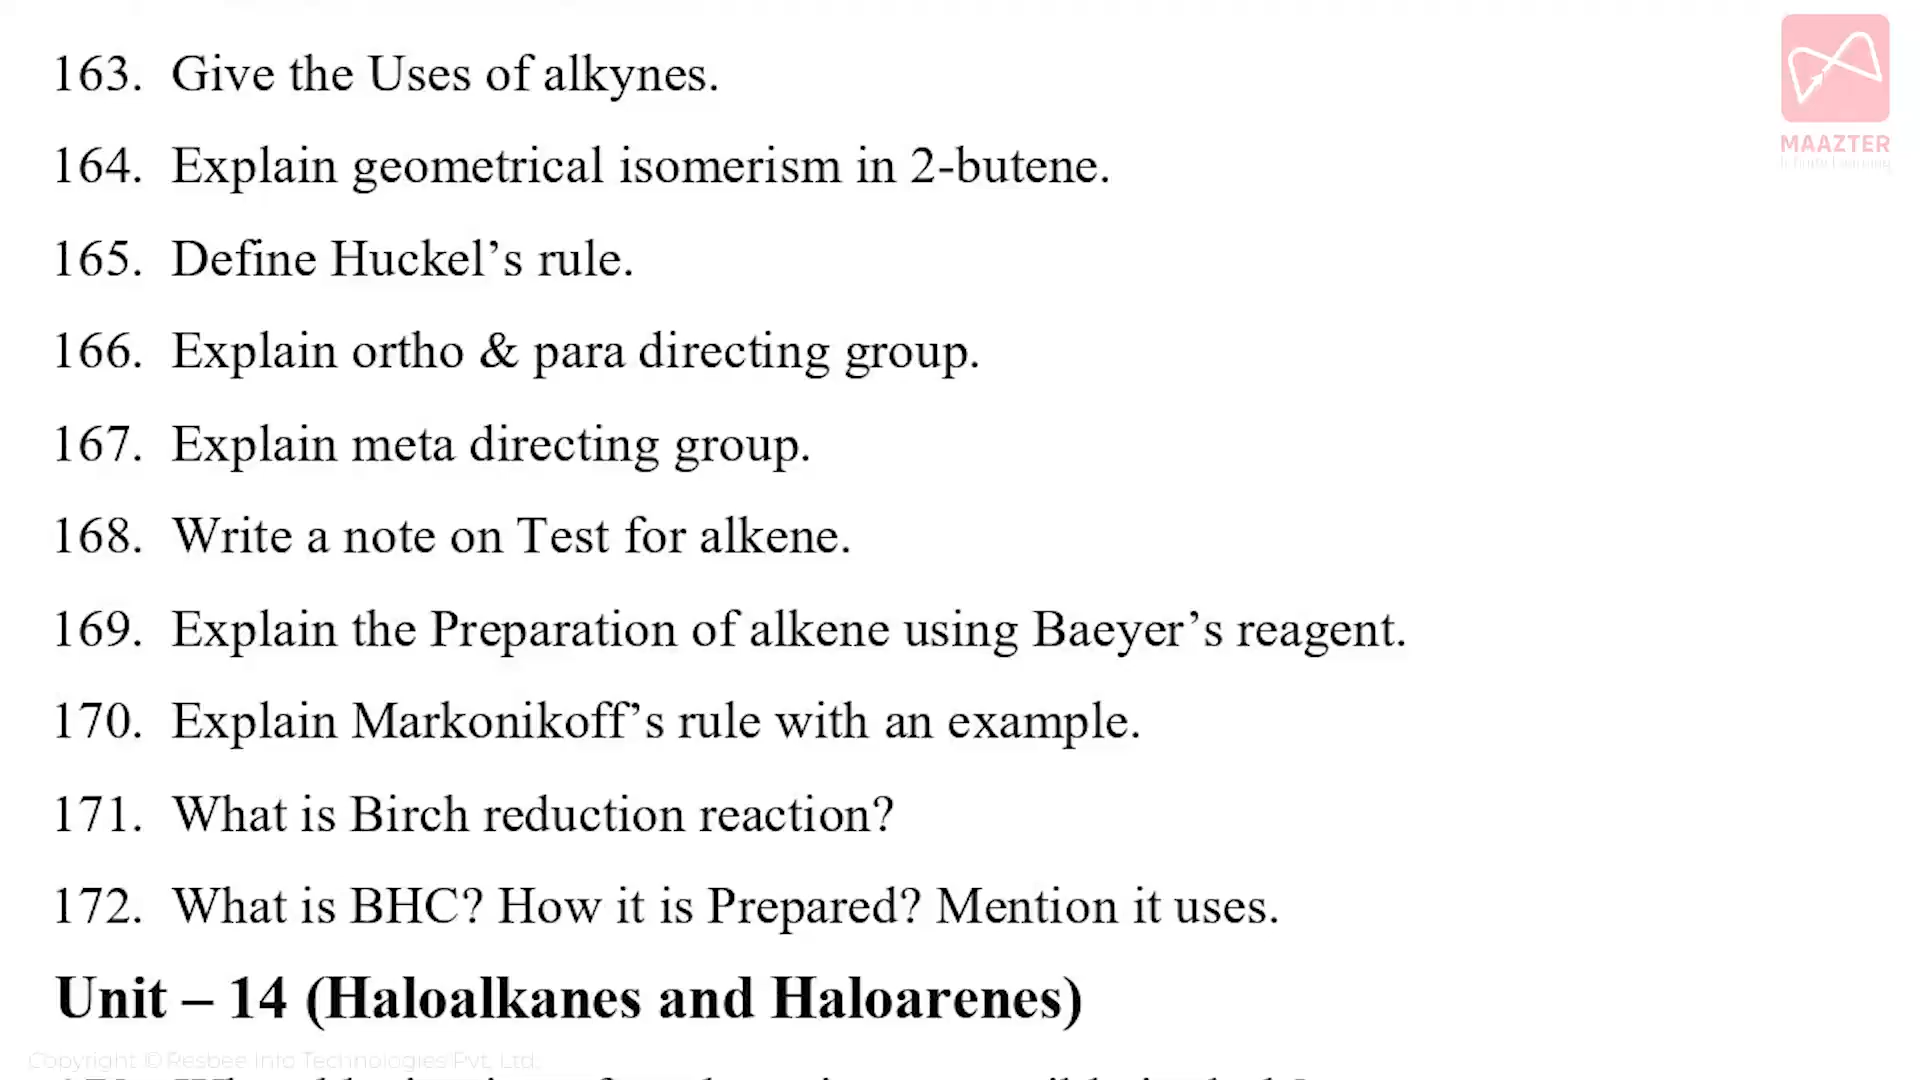 163. Give the Uses of alkynes.
MAAZTER
164. Explain geometrical isomerism in 2-butene.
165. Define Huckel’s rule.
166. Explain ortho & para directing group.
167. Explain meta directing group.
168. Write a note on Test for alkene.
169. Explain the Preparation of alkene using Baeyer’s reagent.
170. Explain Markonikoff’s rule with an example.
171. What is Birch reduction reaction?
172. What is BHC? How it is Prepared? Mention it uses.
Unit – 14 (Haloalkanes and Haloarenes)
Copyright © Resbee Info Technologies Pvt. Ltd.